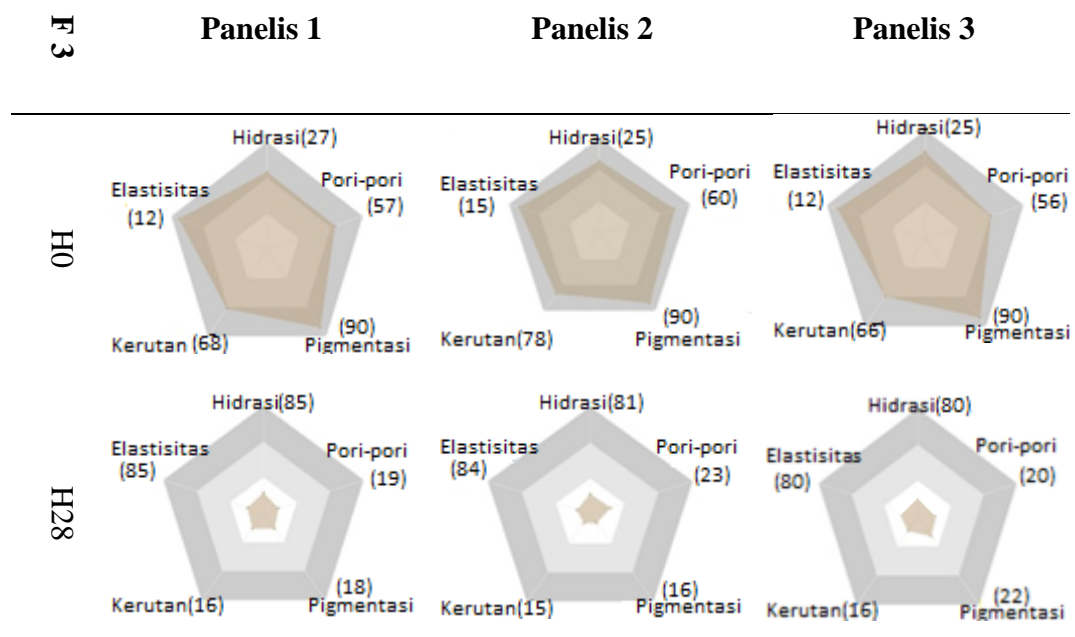 F 3
Panelis 1
Panelis 2
Panelis 3
H0
Hidrasi(27)
Pori-pori
(57)
(90)
Pigmentasi
Kerutan (68)
Elastisitas
(12)
Hidrasi(25)
Pori-pori
(60)
(90)
Pigmentasi
Kerutan(78)
Elastisitas
(15)
Hidrasi(25)
Pori-pori
(56)
(90)
Pigmentasi
Kerutan(66)
Elastisitas
(12)
H28
Hidrasi(85)
Pori-pori
(19)
(18)
Pigmentasi
Kerutan(16)
Elastisitas
(85)
Hidrasi(81)
Pori-pori
(23)
(16)
Pigmentasi
Kerutan(15)
Elastisitas
(84)
Hidrasi(80)
Pori-pori
(20)
(22)
Pigmentasi
Kerutan(16)
Elastisitas
(80)